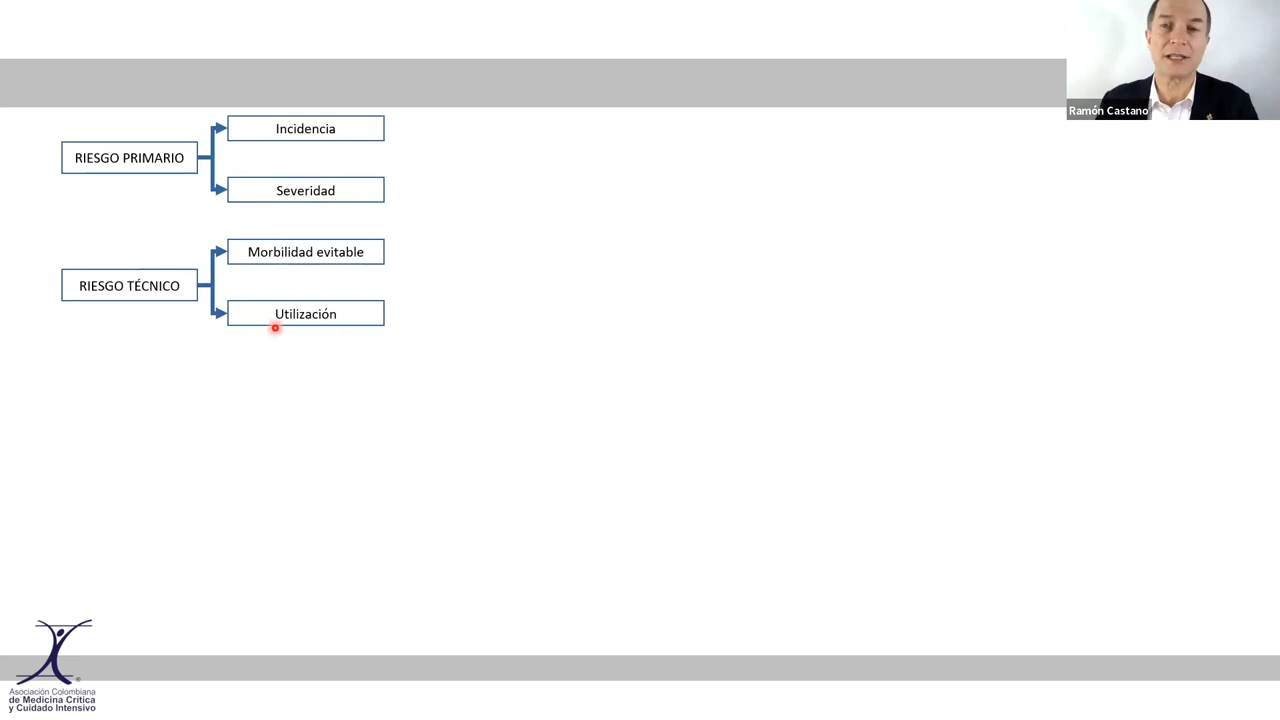 Ramón Castano
RIESGO PRIMARIO
Incidencia
Severidad
RIESGO TÉCNICO
Morbilidad evitable
Utilización
Asociación Colombiana
de Medicina Crítica
y Cuidado Intensivo